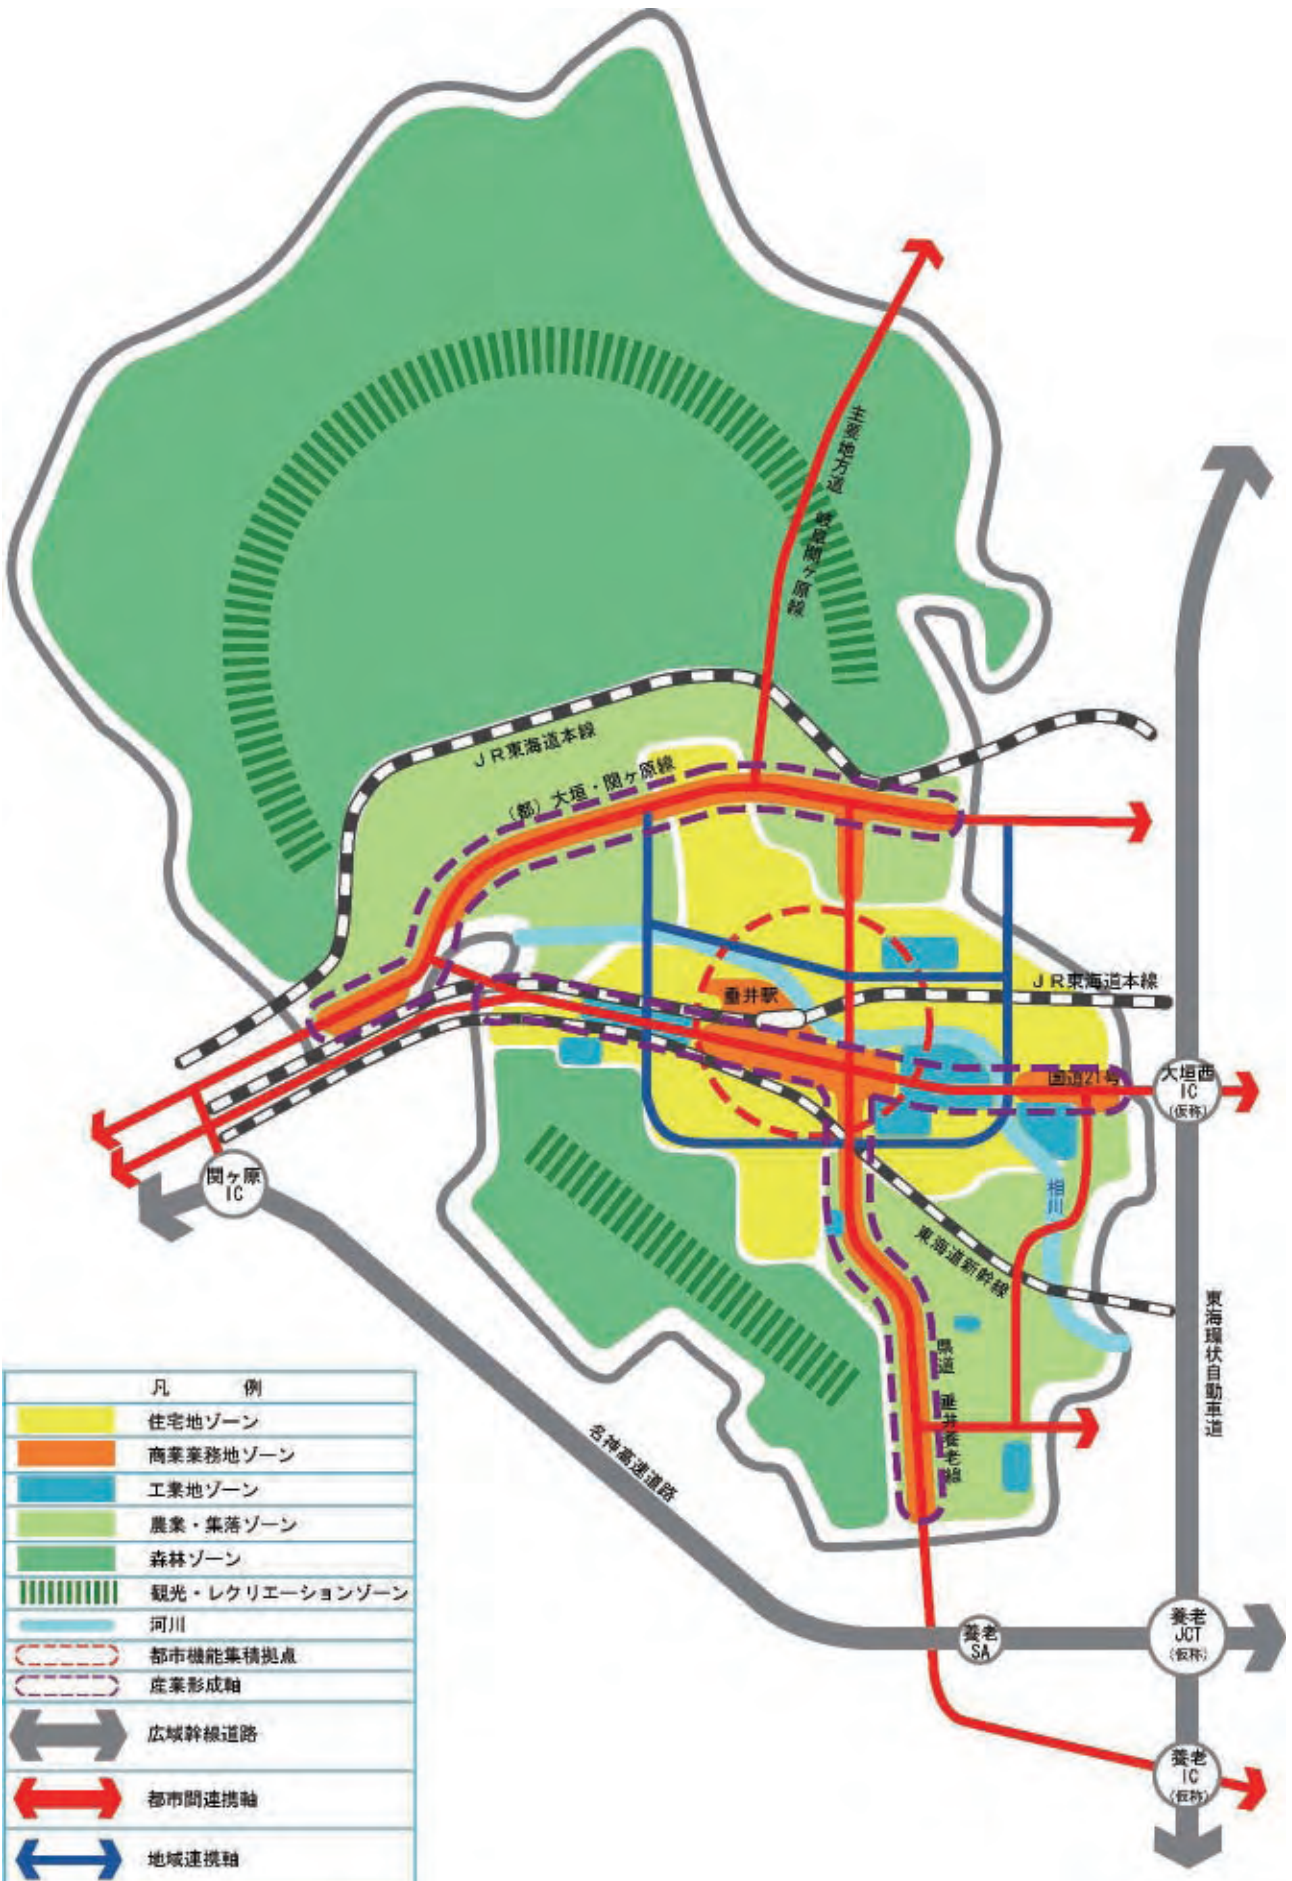 主要地方道 岐阜関ヶ原線
JR東海道本線
(都)大垣・関ヶ原線
垂井駅
JR東海道本線
国道21号
大垣西
IC
(仮称)
関ヶ原
IC
相川
東海道新幹線
東海環状自動車道
県道 垂井養老線
名神高速道路
養老
SA
養老
JCT
(仮称)
養老
IC
(仮称)
凡 例
住宅地ゾーン
商業業務地ゾーン
工業地ゾーン
農業・集落ゾーン
森林ゾーン
観光・レクリエーションゾーン
河川
都市機能集積拠点
産業形成軸
広域幹線道路
都市間連携軸
地域連携軸